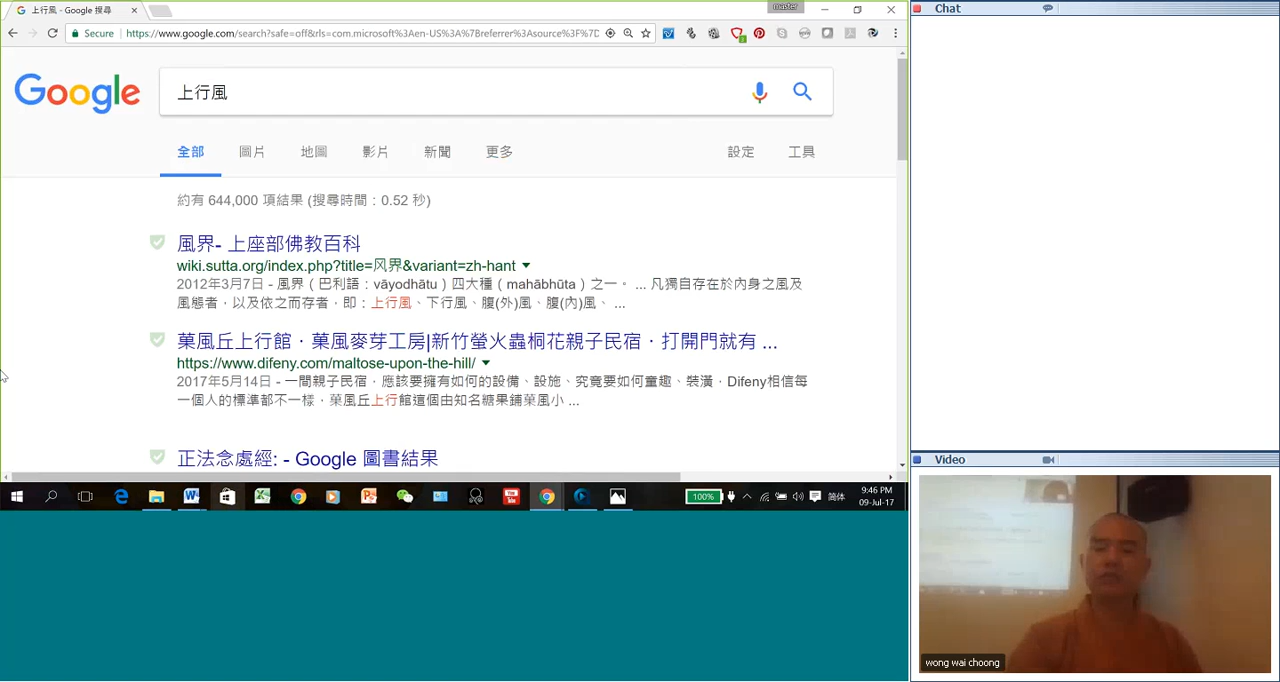 上行風 - Google 搜尋
master
Secure
https://www.google.com/search?safe=off&rls=com.microsoft%3Aen-US%3A%7Breferrer%3Asource%3F%7D
Google
上行風
全部 圖片 地圖 影片 新聞 更多 設定 工具
約有 644,000 項結果 (搜尋時間：0.52 秒)
風界- 上座部佛教百科
wiki.sutta.org/index.php?title=风界&variant=zh-hant
2012年3月7日 - 風界（巴利語：vāyodhātu）四大種（mahābhūta）之一。 ... 凡獨自存在於內身之風及
風態者，以及依之而存者，即：上行風、下行風、腹(外)風、腹(內)風、 ...
菓風丘上行館．菓風麥芽工房|新竹螢火蟲桐花親子民宿．打開門就有 ...
https://www.difeny.com/maltose-upon-the-hill/
2017年5月14日 - 一間親子民宿，應該要擁有如何的設備、設施、究竟要如何童趣、裝潢，Difeny相信每
一個人的標準都不一樣，菓風丘上行館這個由知名糖果鋪菓風小 ...
正法念處經: - Google 圖書結果
100%
简体
9:46 PM
09-Jul-17
Chat
Video
wong wai choong